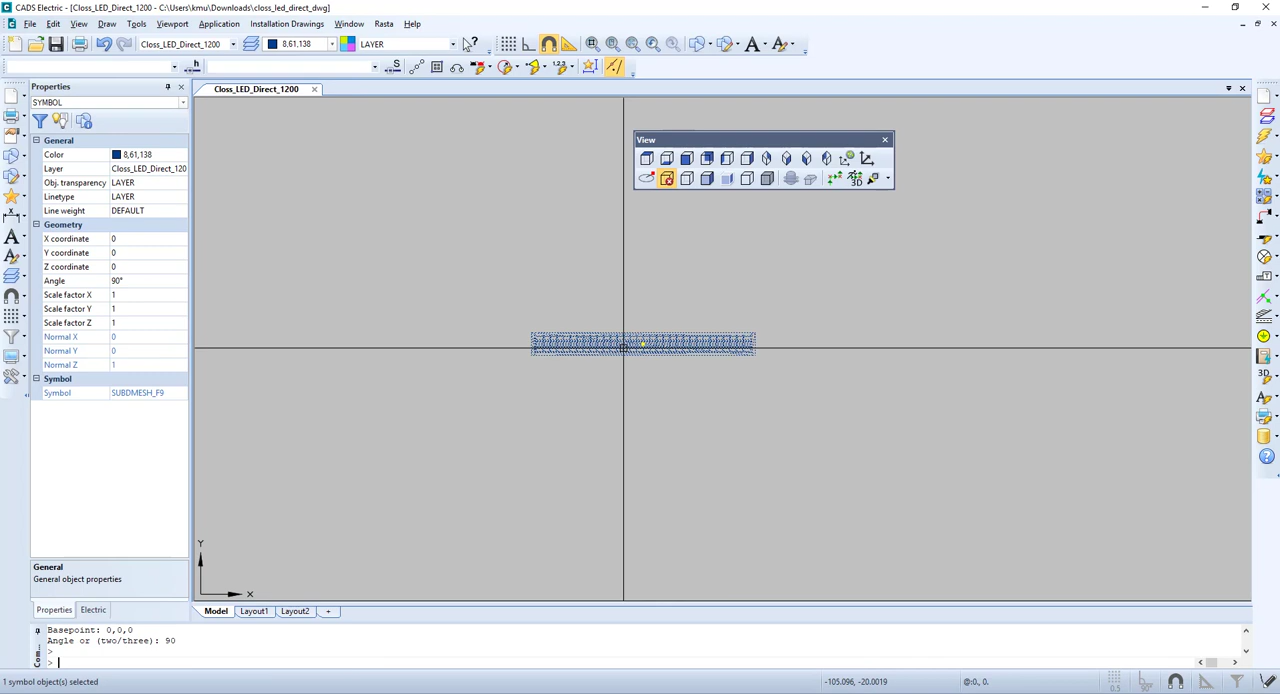 CADS Electric - Closs_LED_Direct_1200 - C:\Users\kmu\Downloads\closs_led_direct_dwg]
File Edit View Draw Tools Viewport Application Installation Drawings Window Rasta Help
Closs_LED_Direct_1200 8,61,138 LAYER
h S
Properties Closs_LED_Direct_1200
SYMBOL
View
General
Color 8,61,138
Layer Closs_LED_Direct_120
Obj. transparency LAYER
Linetype LAYER
Line weight DEFAULT
Geometry
X coordinate 0
Y coordinate 0
Z coordinate 0
Angle 90°
Scale factor X 1
Scale factor Y 1
Scale factor Z 1
Normal X 0
Normal Y 0
Normal Z 1
Symbol
Symbol SUBDMESH_F9
3D
Y
X
General
General object properties
Properties Electric
Model Layout1 Layout2 +
Com...
Basepoint: 0,0,0
Angle or (two/three): 90
>
>
1 symbol object(s) selected -105.096, -20.0019 @:0., 0. 0.5 90°